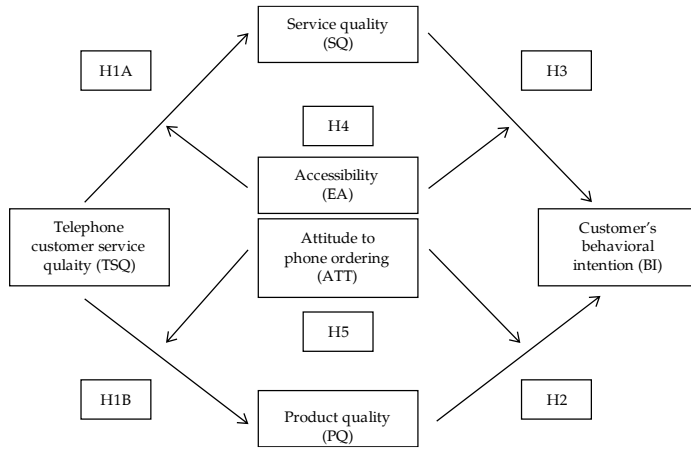 Service quality
(SQ)
H1A
H3
H4
Accessibility
(EA)
Telephone
customer service
qulaity (TSQ)
Attitude to
phone ordering
(ATT)
Customer's
behavioral
intention (BI)
H5
H1B
H2
Product quality
(PQ)